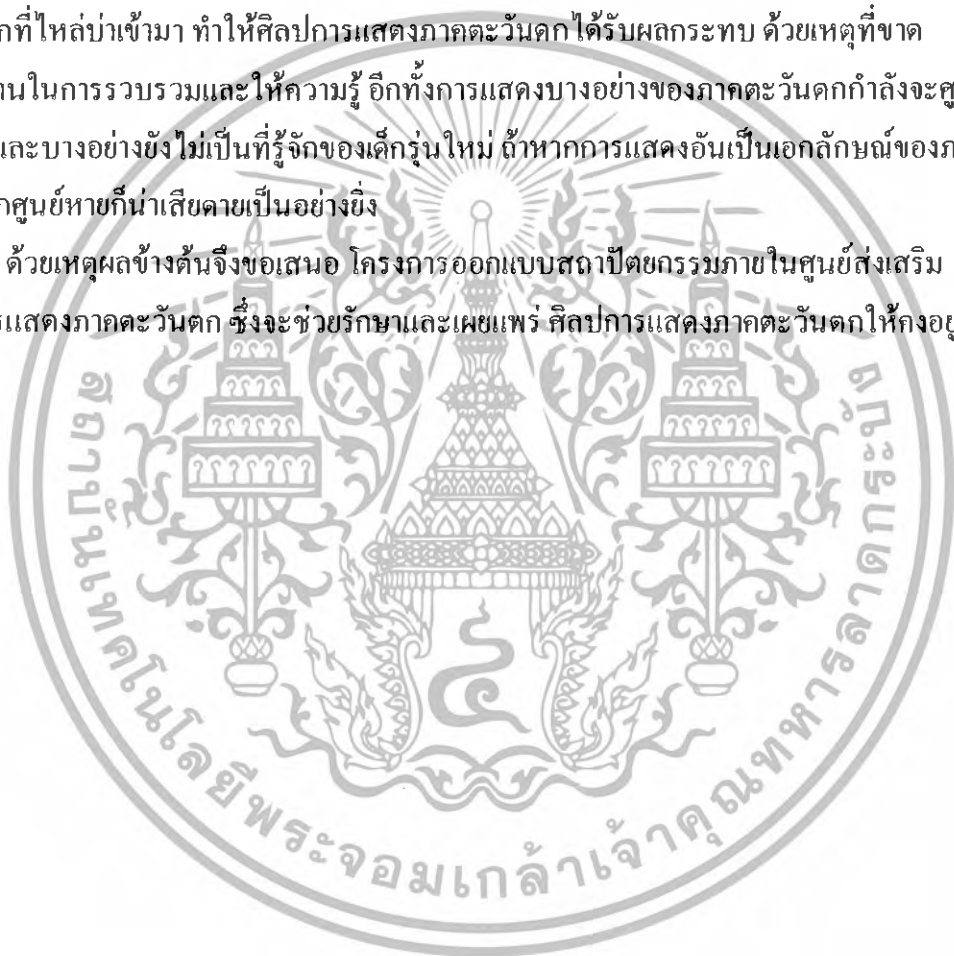 กที่ไหล่บ่าเข้ามา ทำให้ศิลปการแสดงภาคตะวันตกได้รับผลกระทบ ด้วยเหตุที่ขาด
านในการรวบรวมและให้ความรู้ อีกทั้งการแสดงบางอย่างของภาคตะวันตกกำลังจะศู
และบางอย่างยังไม่เป็นที่รู้จักของเด็กรุ่นใหม่ ถ้าหากการแสดงอันเป็นเอกลักษณ์ของภ
กศูนย์หายก็น่าเสียดายเป็นอย่างยิ่ง
ด้วยเหตุผลข้างต้นจึงขอเสนอ โครงการออกแบบสถาปัตยกรรมภายในศูนย์ส่งเสริม
รแสดงภาคตะวันตก ซึ่งจะช่วยรักษาและเผยแพร่ ศิลปการแสดงภาคตะวันตกให้คงอยู
๔
สถาบันเทคโนโลยีพระจอมเกล้าเจ้าคุณทหารลาดกระบัง